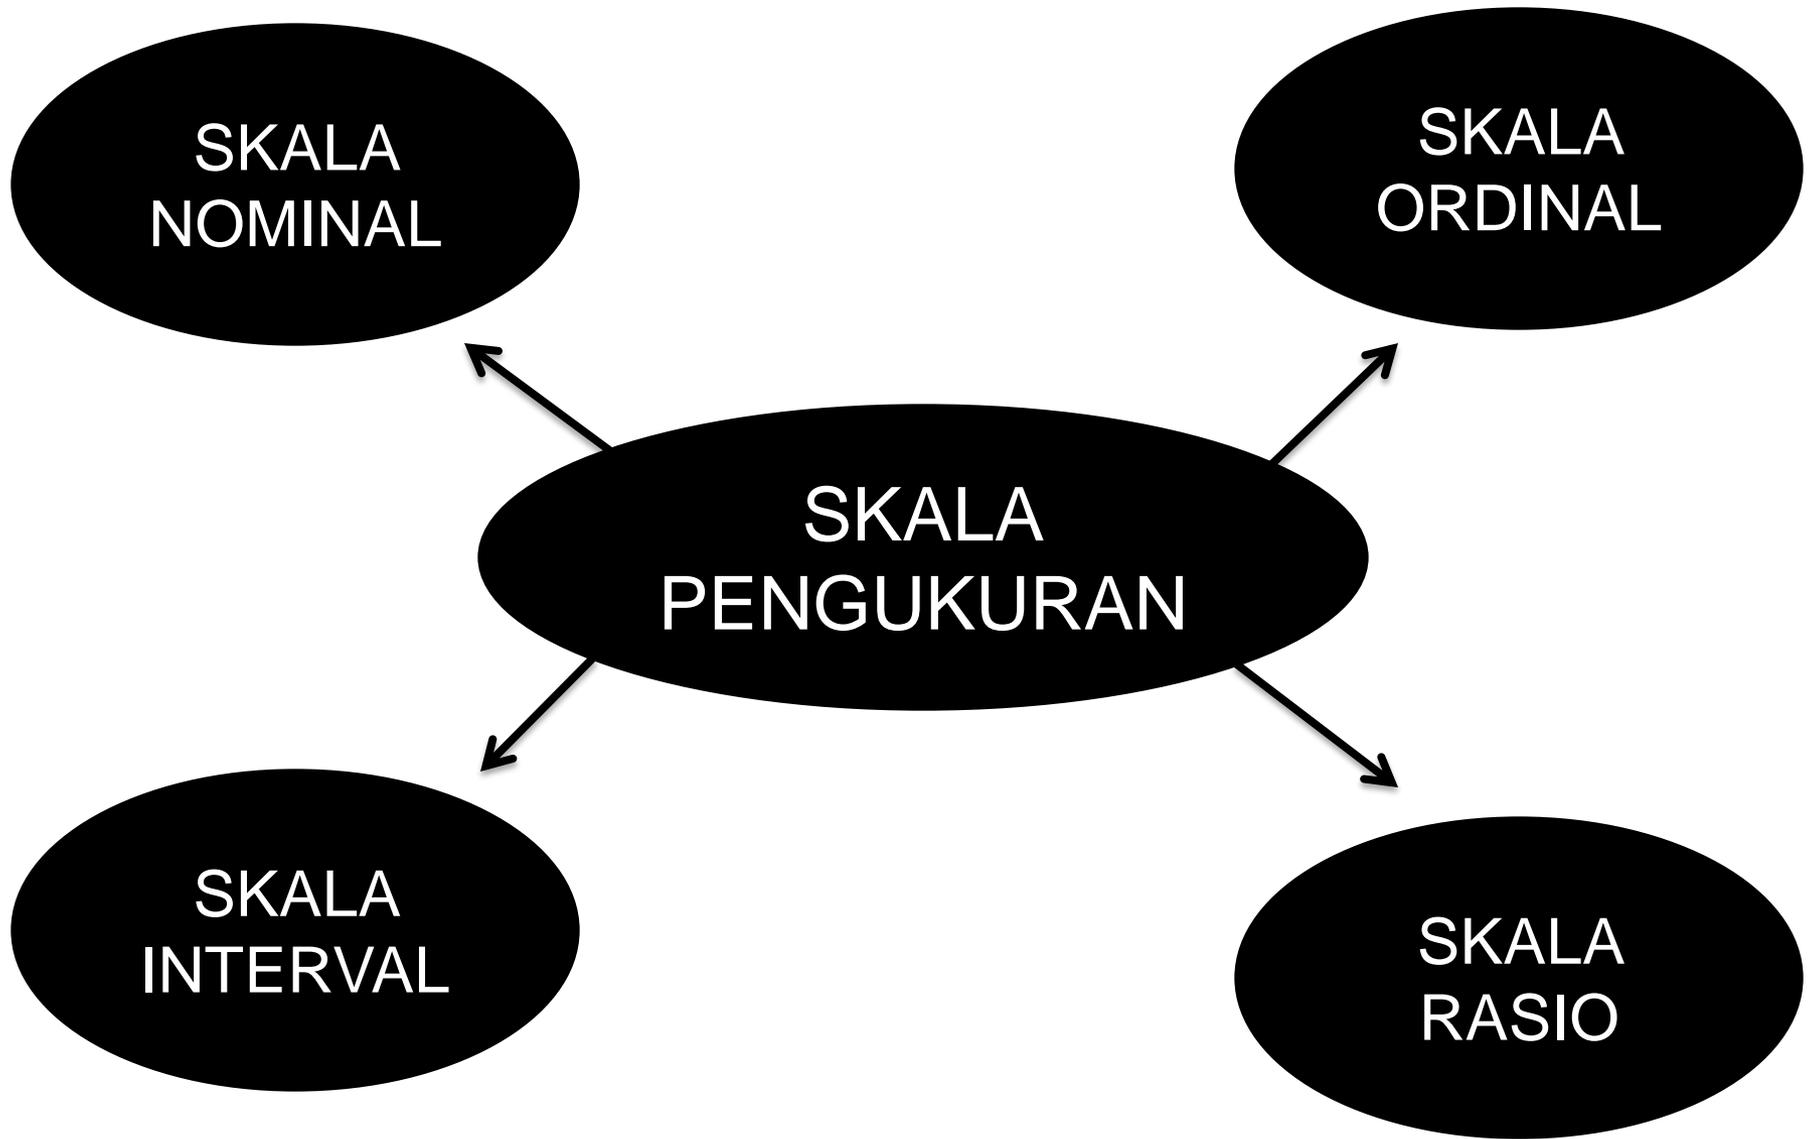 SKALA
NOMINAL
SKALA
ORDINAL
SKALA
PENGUKURAN
SKALA
INTERVAL
SKALA
RASIO